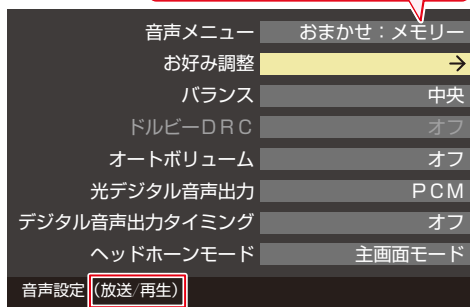 音声メニュー おまかせ：メモリー
お好み調整 →
バランス 中央
ドルビーＤＲＣ オフ
オートボリューム オフ
光デジタル音声出力 ＰＣＭ
デジタル音声出力タイミング オフ
ヘッドホーンモード 主画面モード
音声設定（放送/再生）